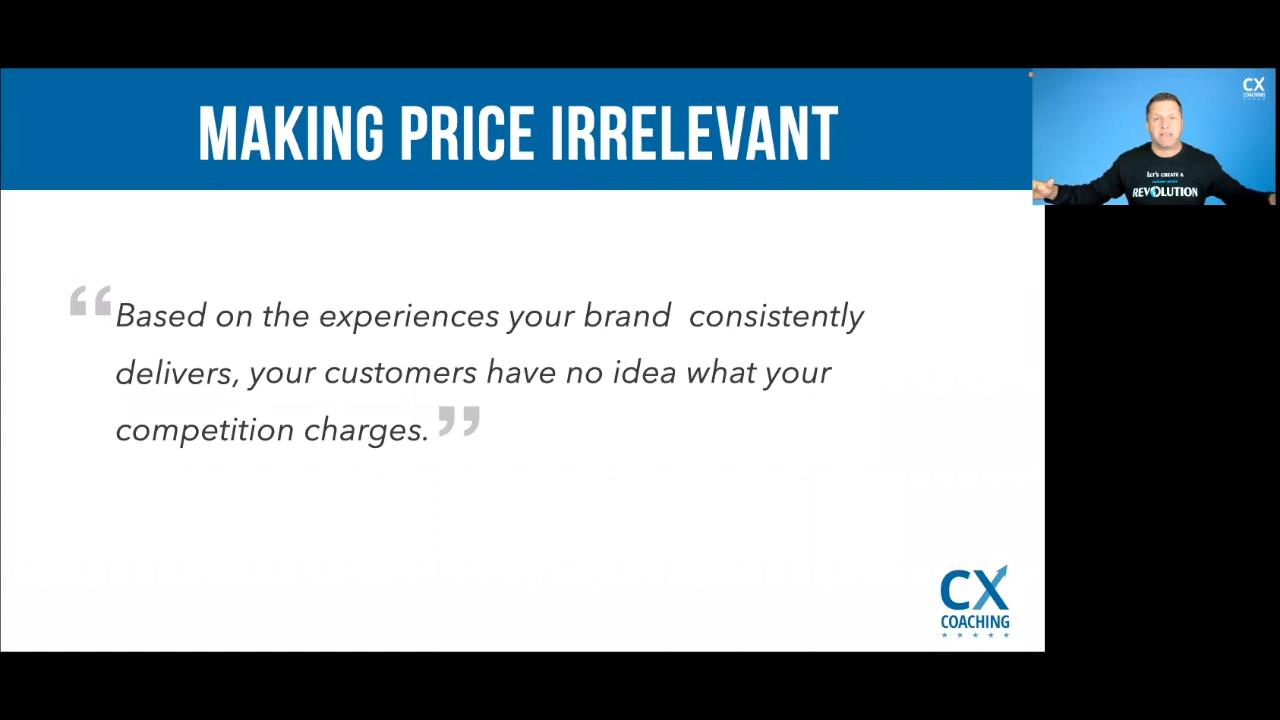 MAKING PRICE IRRELEVANT
CX
COACHING
LET'S CREATE A
REVOLUTION
“Based on the experiences your brand consistently
delivers, your customers have no idea what your
competition charges.”
CX
COACHING